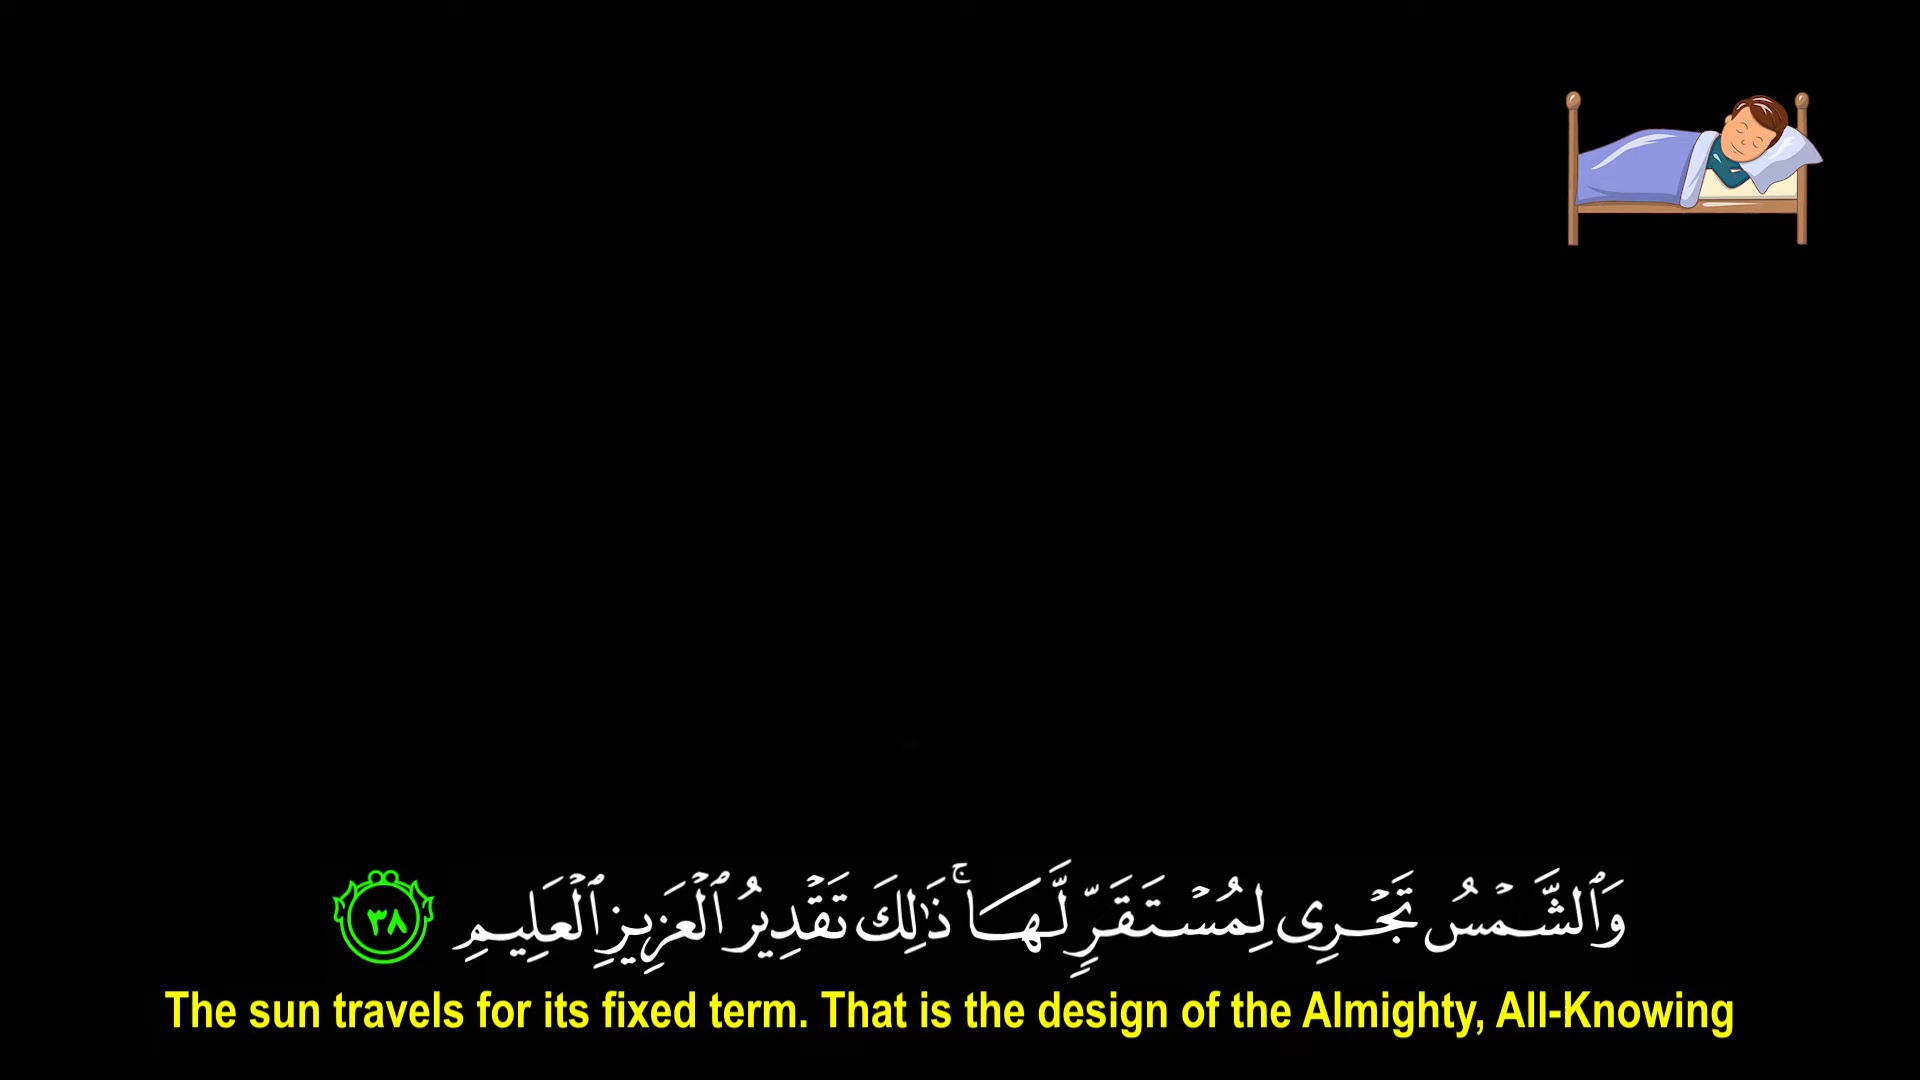 وَٱلشَّمْسُ تَجْرِى لِمُسْتَقَرٍّ لَّهَا ۚ ذَٰلِكَ تَقْدِيرُ ٱلْعَزِيزِ ٱلْعَلِيمِ ٣٨
The sun travels for its fixed term. That is the design of the Almighty, All-Knowing